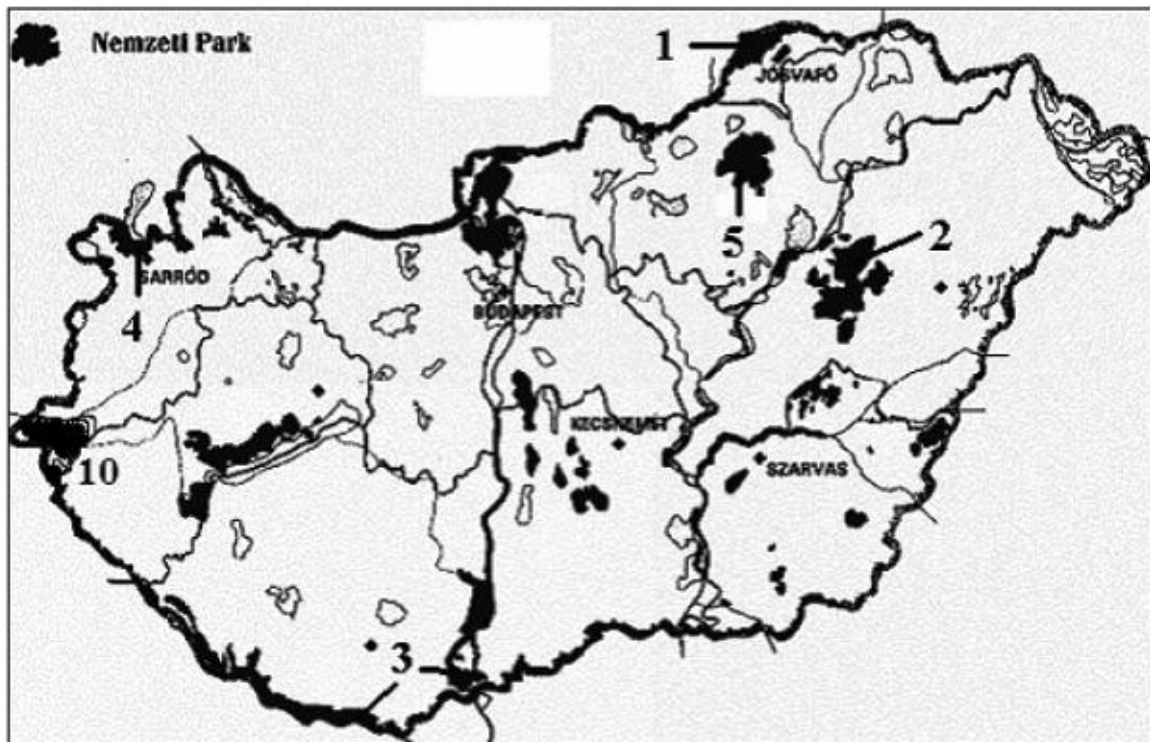 Nemzeti Park
1
JÓSVAFŐ
5
2
SARRÓD
4
BUDAPEST
KECSKEMÉT
10
SZARVAS
3